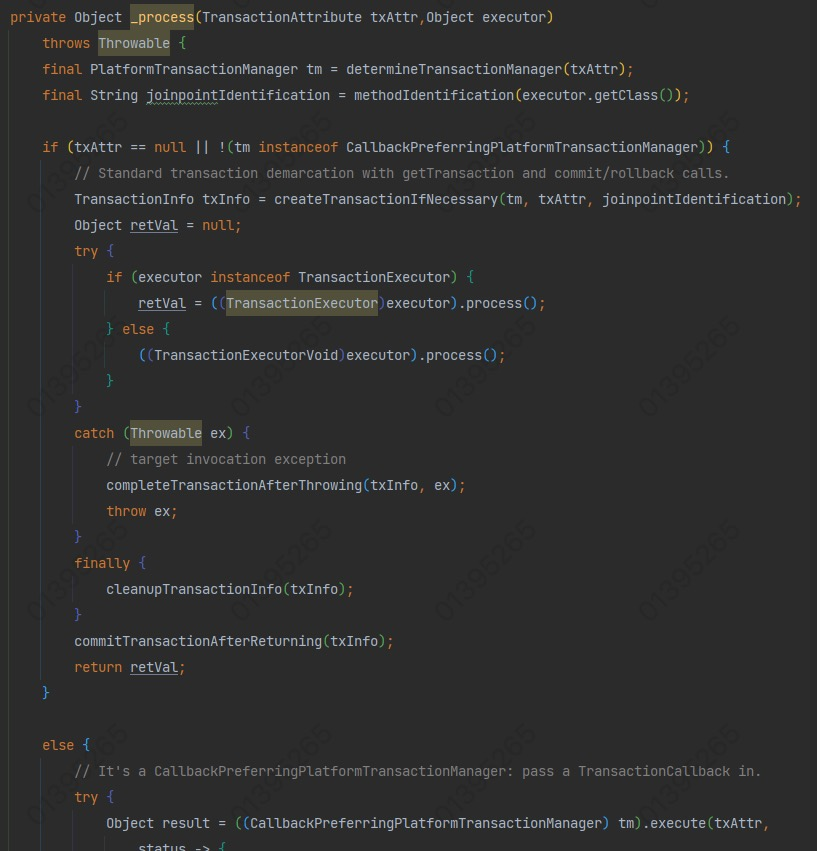 private Object _process(TransactionAttribute txAttr,Object executor)
    throws Throwable {
    final PlatformTransactionManager tm = determineTransactionManager(txAttr);
    final String joinpointIdentification = methodIdentification(executor.getClass());

    if (txAttr == null || !(tm instanceof CallbackPreferringPlatformTransactionManager)) {
        // Standard transaction demarcation with getTransaction and commit/rollback calls.
        TransactionInfo txInfo = createTransactionIfNecessary(tm, txAttr, joinpointIdentification);
        Object retVal = null;
        try {
            if (executor instanceof TransactionExecutor) {
                retVal = ((TransactionExecutor)executor).process();
            } else {
                ((TransactionExecutorVoid)executor).process();
            }
        }
        catch (Throwable ex) {
            // target invocation exception
            completeTransactionAfterThrowing(txInfo, ex);
            throw ex;
        }
        finally {
            cleanupTransactionInfo(txInfo);
        }
        commitTransactionAfterReturning(txInfo);
        return retVal;
    }

    else {
        // It's a CallbackPreferringPlatformTransactionManager: pass a TransactionCallback in.
        try {
            Object result = ((CallbackPreferringPlatformTransactionManager) tm).execute(txAttr,
                status -> {